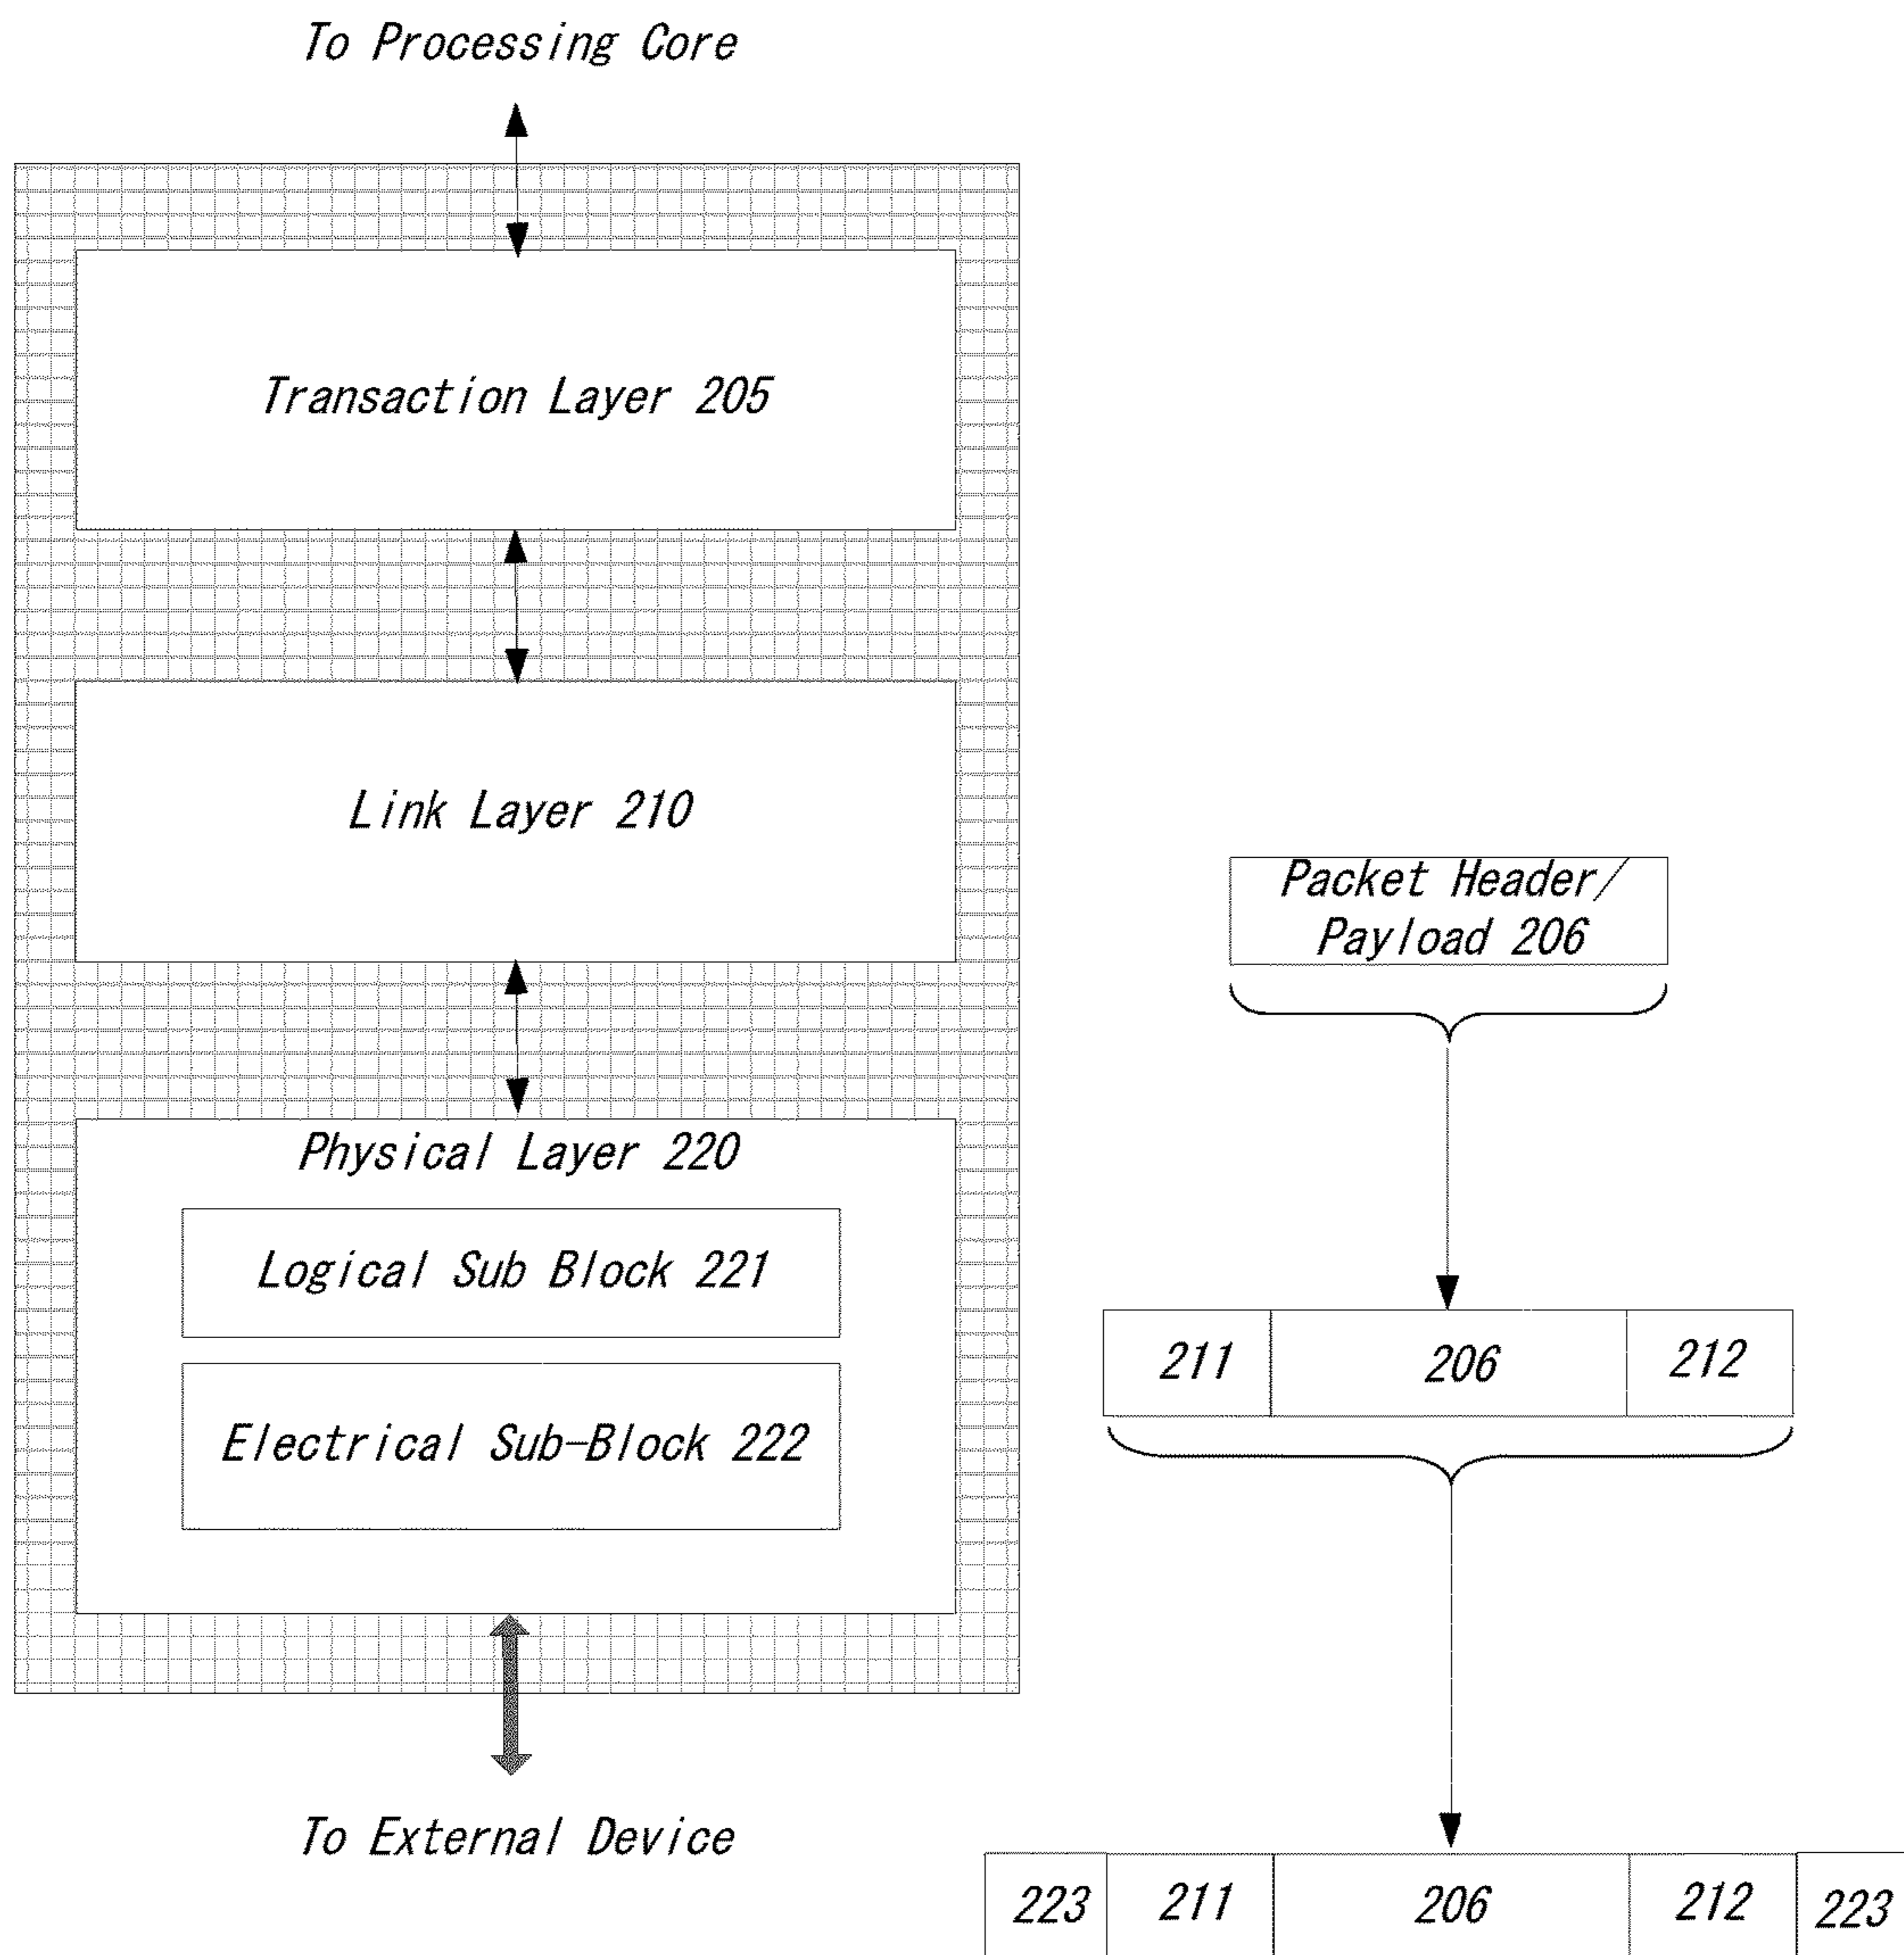 To Processing Core
Transaction Layer 205
Link Layer 210
Packet Header/
Payload 206
Physical Layer 220
Logical Sub Block 221
Electrical Sub-Block 222
211 206 212
To External Device
223 211 206 212 223